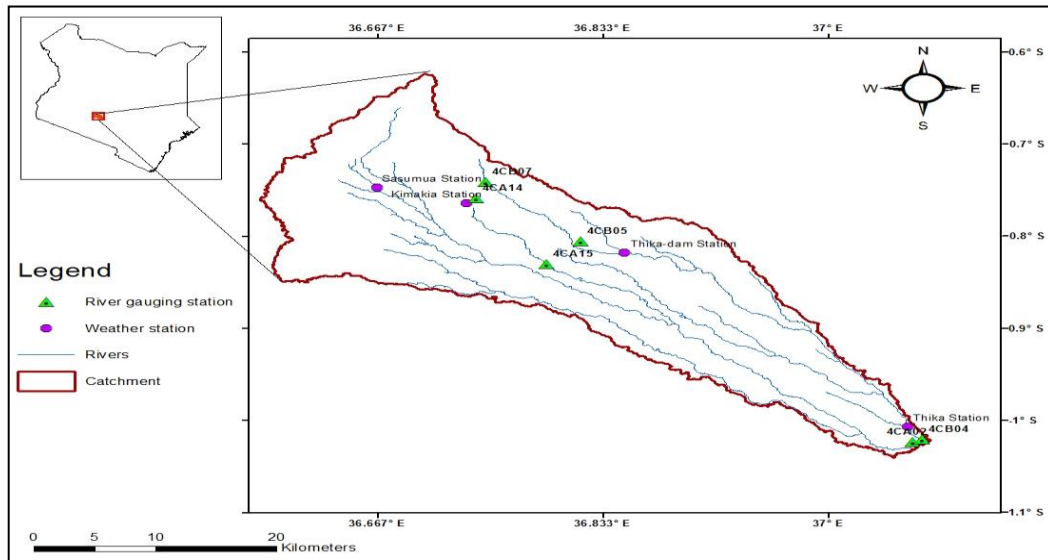 36.667° E 36.833° E 37° E
0.6° S
N
W E
S
-0.7° S
4CB07
Sasumua Station
4CA14
Kimakia Station
4CB05
-0.8° S
Thika-dam Station
4CA15
Legend
River gauging station
Weather station
Rivers
Catchment
-0.9° S
Thika Station
-1° S
4CA02
4CB04
-1.1° S
36.667° E 36.833° E 37° E
0 5 10 20
Kilometers